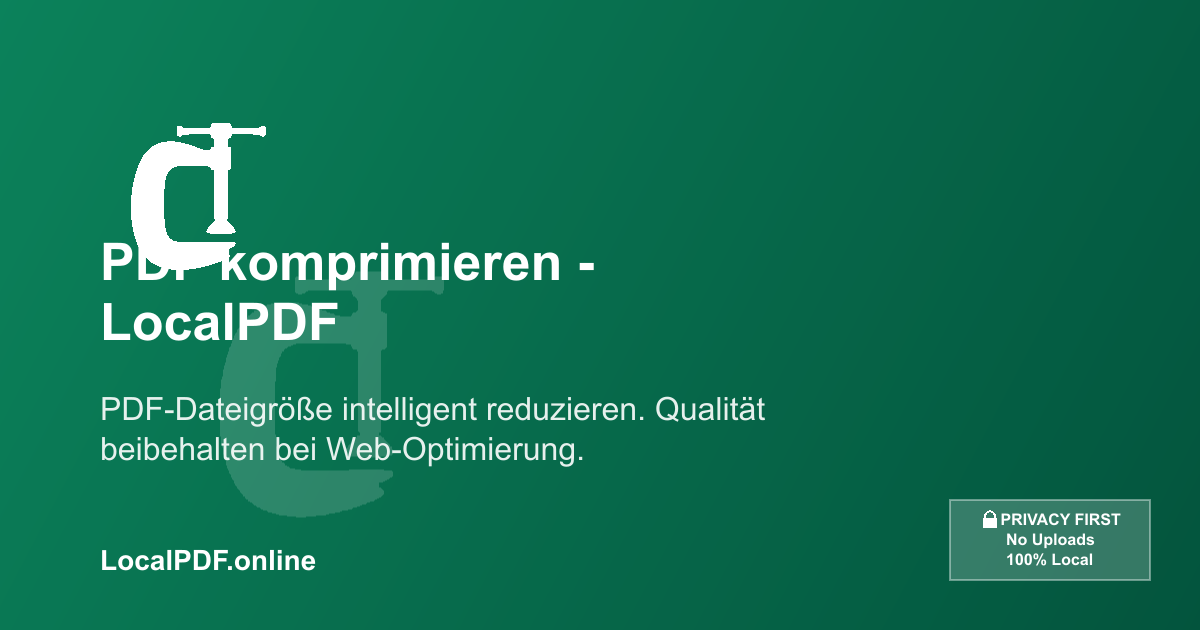 PDF komprimieren -
LocalPDF
PDF-Dateigröße intelligent reduzieren. Qualität
beibehalten bei Web-Optimierung.
LocalPDF.online
PRIVACY FIRST
No Uploads
100% Local